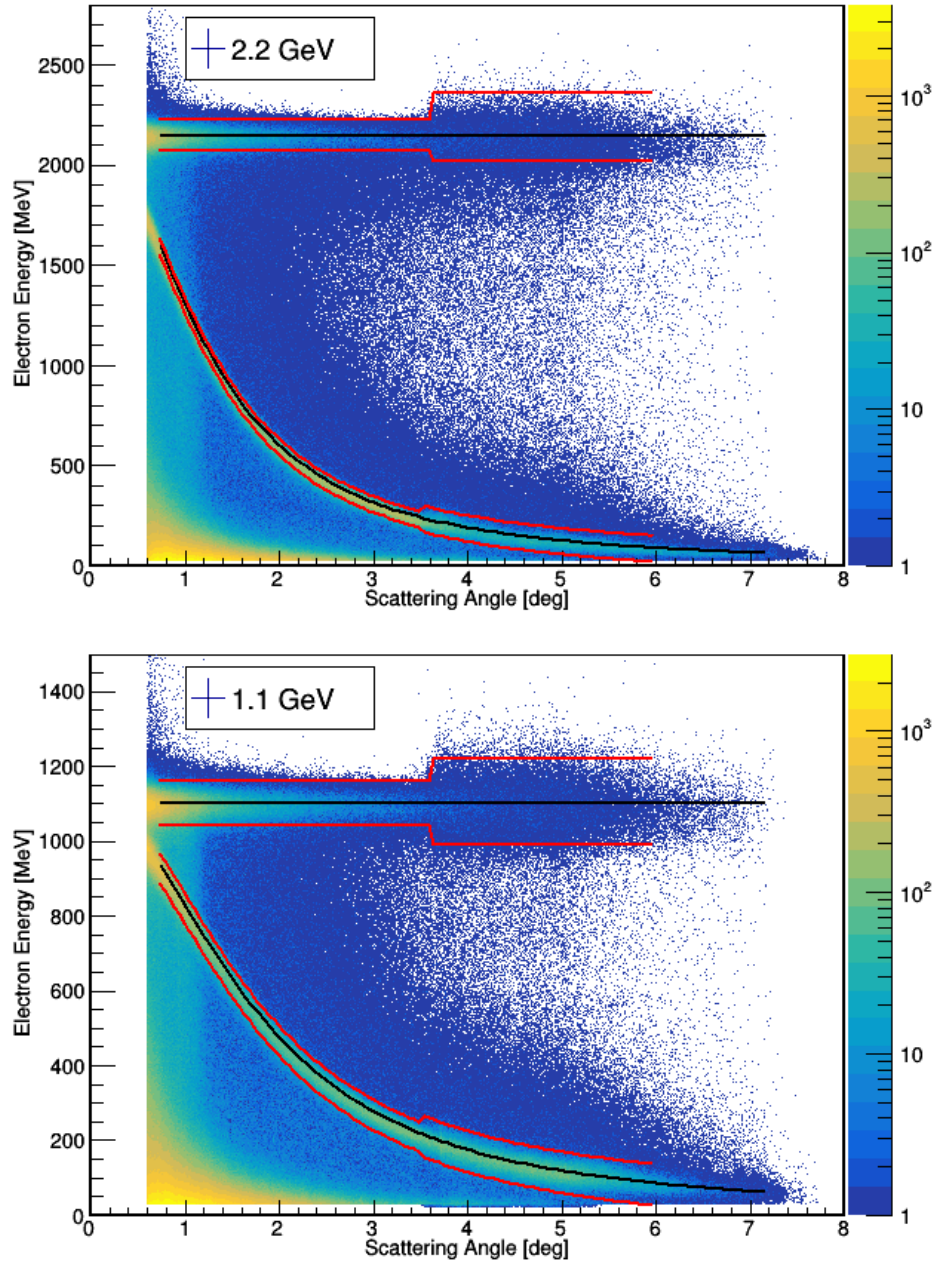 2.2 GeV
Electron Energy [MeV]
2500
2000
1500
1000
500
0
0 1 2 3 4 5 6 7 8
Scattering Angle [deg]
10³
10²
10
1
1.1 GeV
Electron Energy [MeV]
1400
1200
1000
800
600
400
200
0
0 1 2 3 4 5 6 7 8
Scattering Angle [deg]
10³
10²
10
1